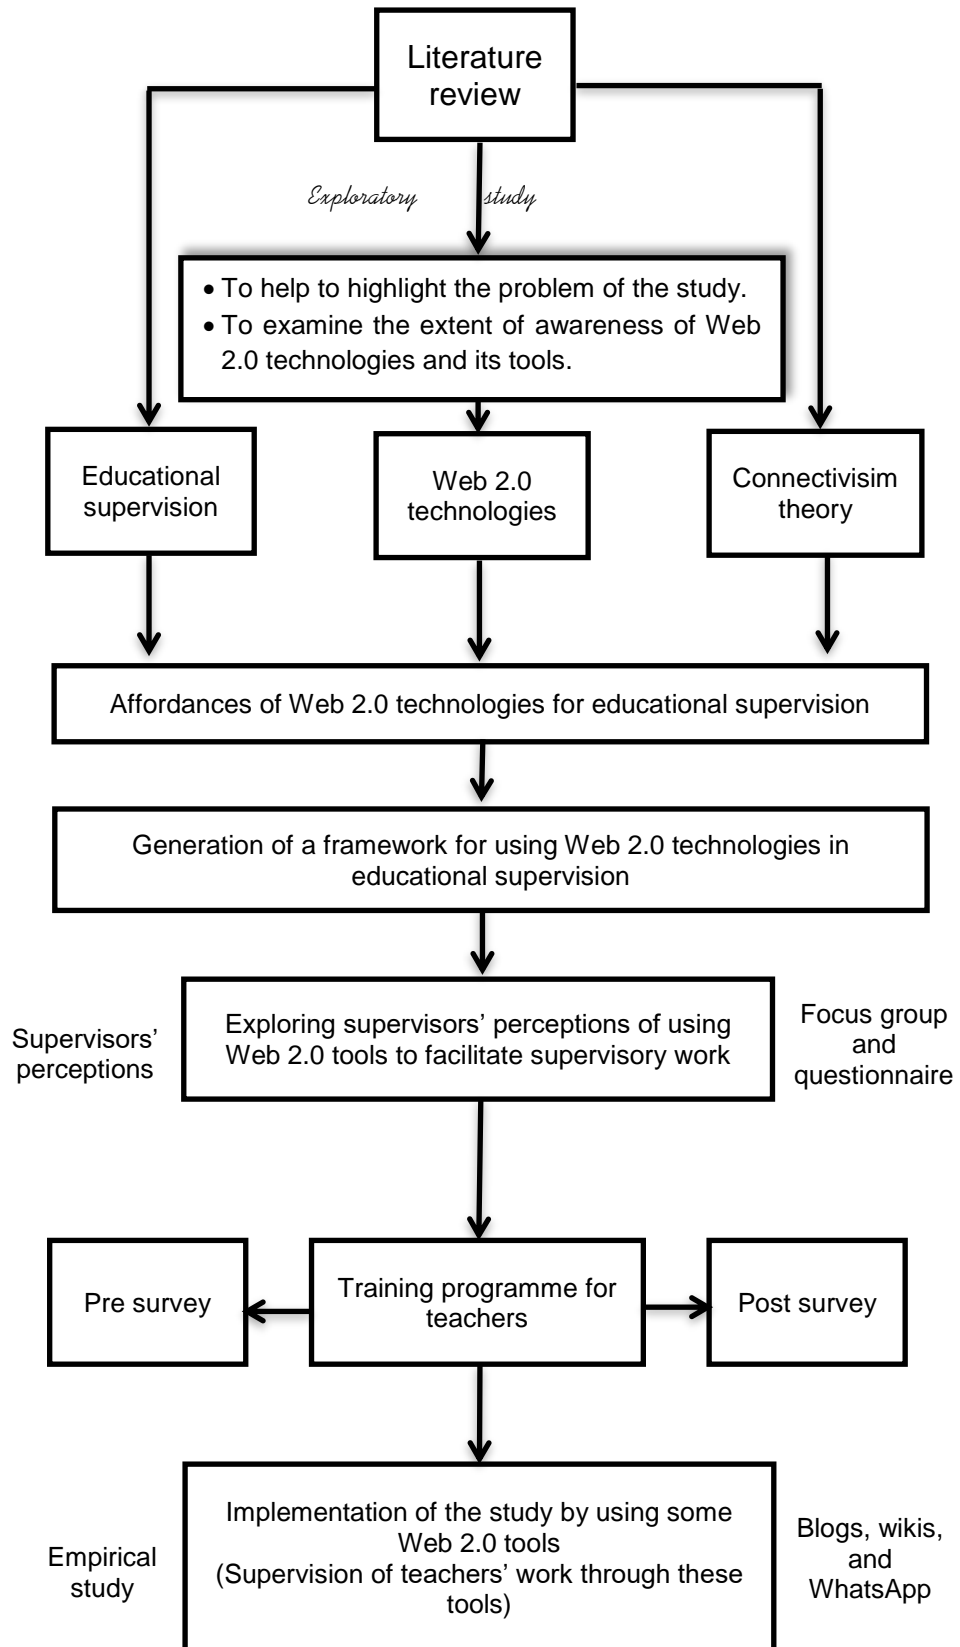 Literature
review
Exploratory study
• To help to highlight the problem of the study.
• To examine the extent of awareness of Web
2.0 technologies and its tools.
Educational
supervision
Web 2.0
technologies
Connectivisim
theory
Affordances of Web 2.0 technologies for educational supervision
Generation of a framework for using Web 2.0 technologies in
educational supervision
Supervisors’
perceptions
Exploring supervisors’ perceptions of using
Web 2.0 tools to facilitate supervisory work
Focus group
and
questionnaire
Pre survey
Training programme for
teachers
Post survey
Empirical
study
Implementation of the study by using some
Web 2.0 tools
(Supervision of teachers’ work through these
tools)
Blogs, wikis,
and
WhatsApp